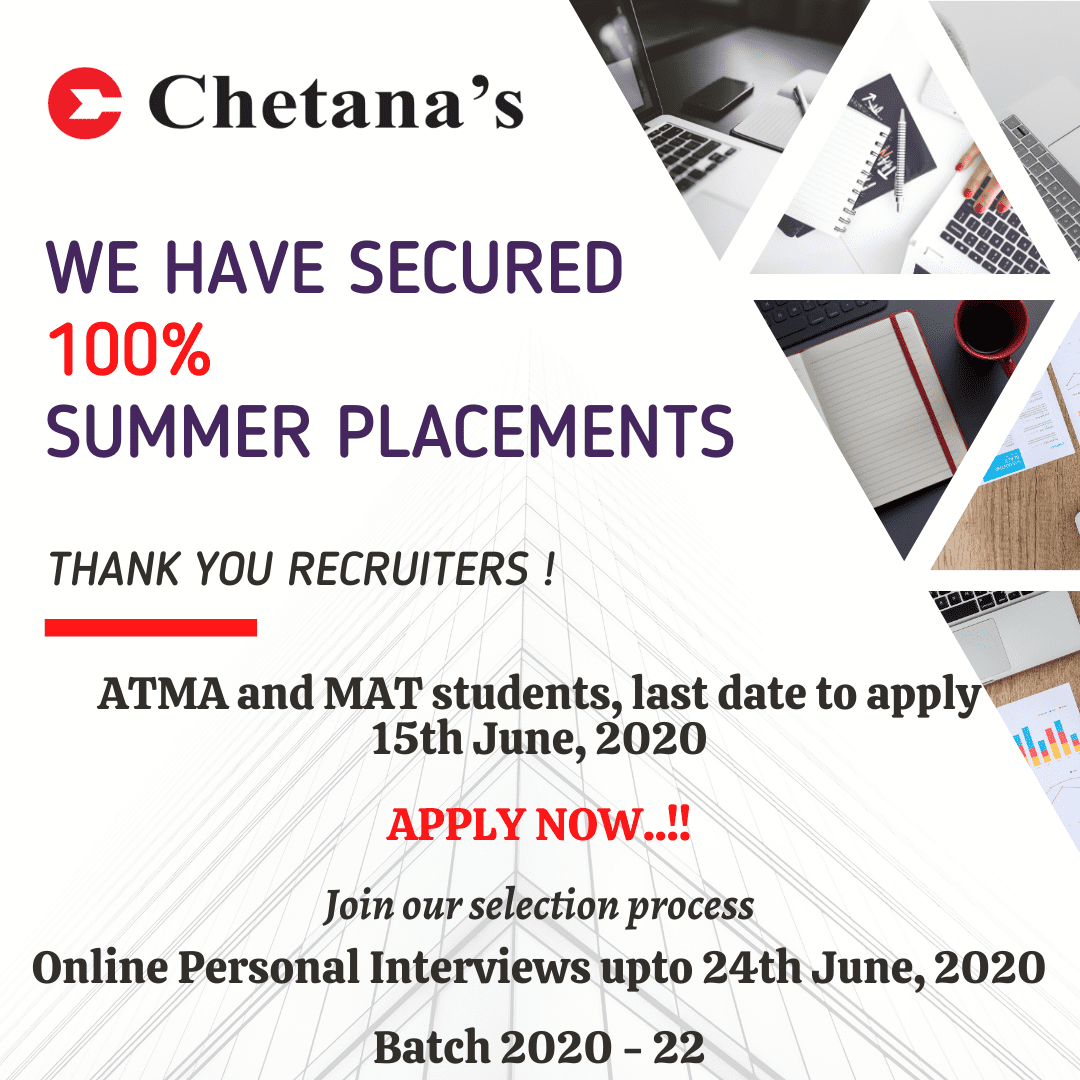 Chetana's
WE HAVE SECURED
100%
SUMMER PLACEMENTS
THANK YOU RECRUITERS !
ATMA and MAT students, last date to apply
15th June, 2020
APPLY NOW..!!
Join our selection process
Online Personal Interviews upto 24th June, 2020
Batch 2020 - 22